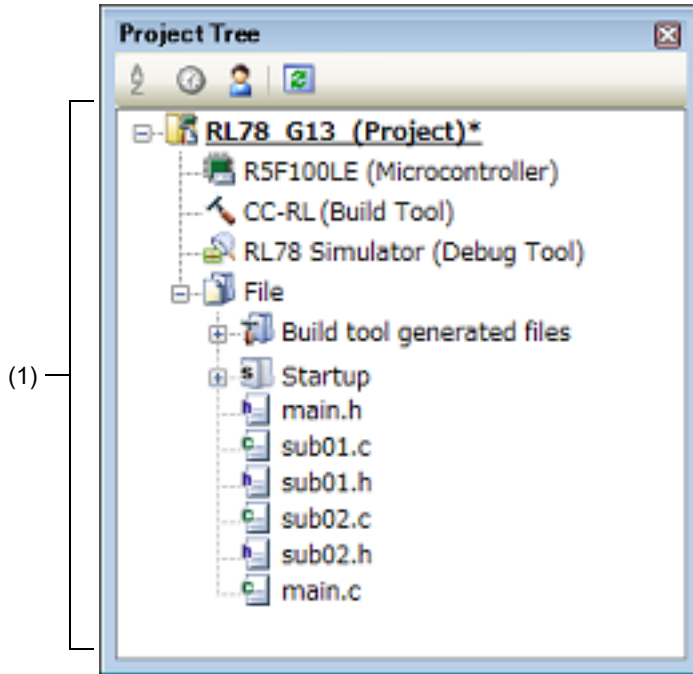 Project Tree
RL78_G13 (Project)*
R5F100LE (Microcontroller)
CC-RL (Build Tool)
RL78 Simulator (Debug Tool)
File
Build tool generated files
Startup
(1)
main.h
sub01.c
sub01.h
sub02.c
sub02.h
main.c